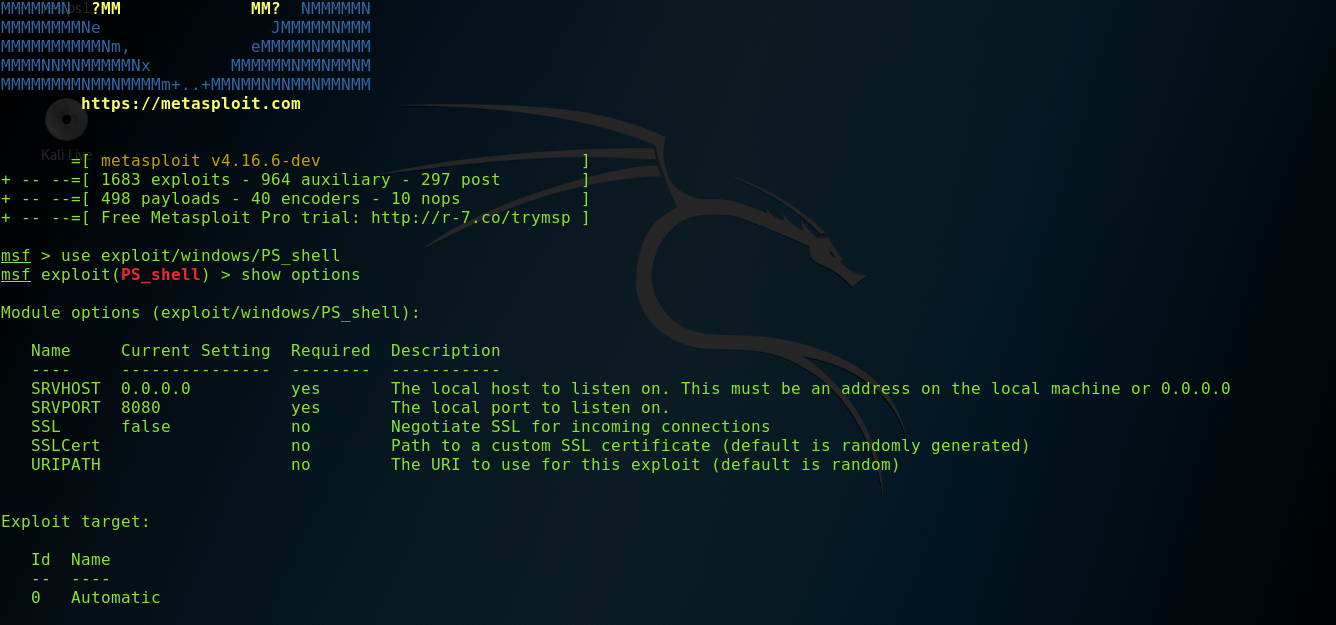 MMMMMMN  ?MM             MM?  NMMMMMN
MMMMMMMMNe                 JMMMMMNMMM
MMMMMMMMMMNm,            eMMMMMNMMNMM
MMMMNNMNMMMMMNx        MMMMMMNMMNMMNM
MMMMMMMMNMMNMMMMm+..+MMNMMNMNMMNMMNMM
        https://metasploit.com
Kali Live
       =[ metasploit v4.16.6-dev                          ]
+ -- --=[ 1683 exploits - 964 auxiliary - 297 post        ]
+ -- --=[ 498 payloads - 40 encoders - 10 nops            ]
+ -- --=[ Free Metasploit Pro trial: http://r-7.co/trymsp ]
msf > use exploit/windows/PS_shell
msf exploit(PS_shell) > show options
Module options (exploit/windows/PS_shell):
   Name     Current Setting  Required  Description
   ----     ---------------  --------  -----------
   SRVHOST  0.0.0.0          yes       The local host to listen on. This must be an address on the local machine or 0.0.0.0
   SRVPORT  8080             yes       The local port to listen on.
   SSL      false            no        Negotiate SSL for incoming connections
   SSLCert                   no        Path to a custom SSL certificate (default is randomly generated)
   URIPATH                   no        The URI to use for this exploit (default is random)
Exploit target:
   Id  Name
   --  ----
   0   Automatic